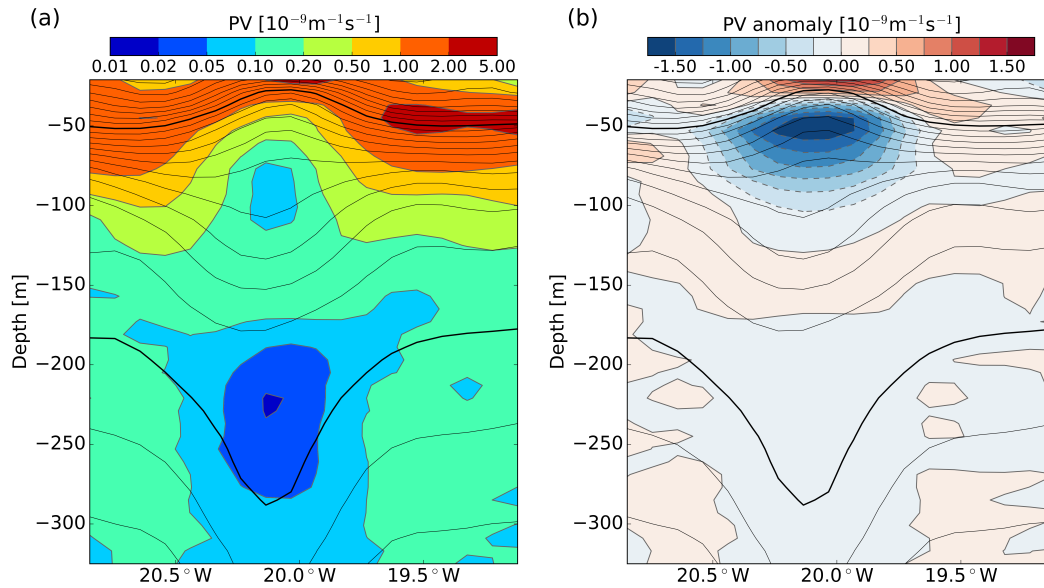 (a)
PV [10⁻⁹m⁻¹s⁻¹]
0.01 0.02 0.05 0.10 0.20 0.50 1.00 2.00 5.00
Depth [m]
−50
−100
−150
−200
−250
−300
20.5°W 20.0°W 19.5°W
(b)
PV anomaly [10⁻⁹m⁻¹s⁻¹]
-1.50 -1.00 -0.50 0.00 0.50 1.00 1.50
Depth [m]
−50
−100
−150
−200
−250
−300
20.5°W 20.0°W 19.5°W